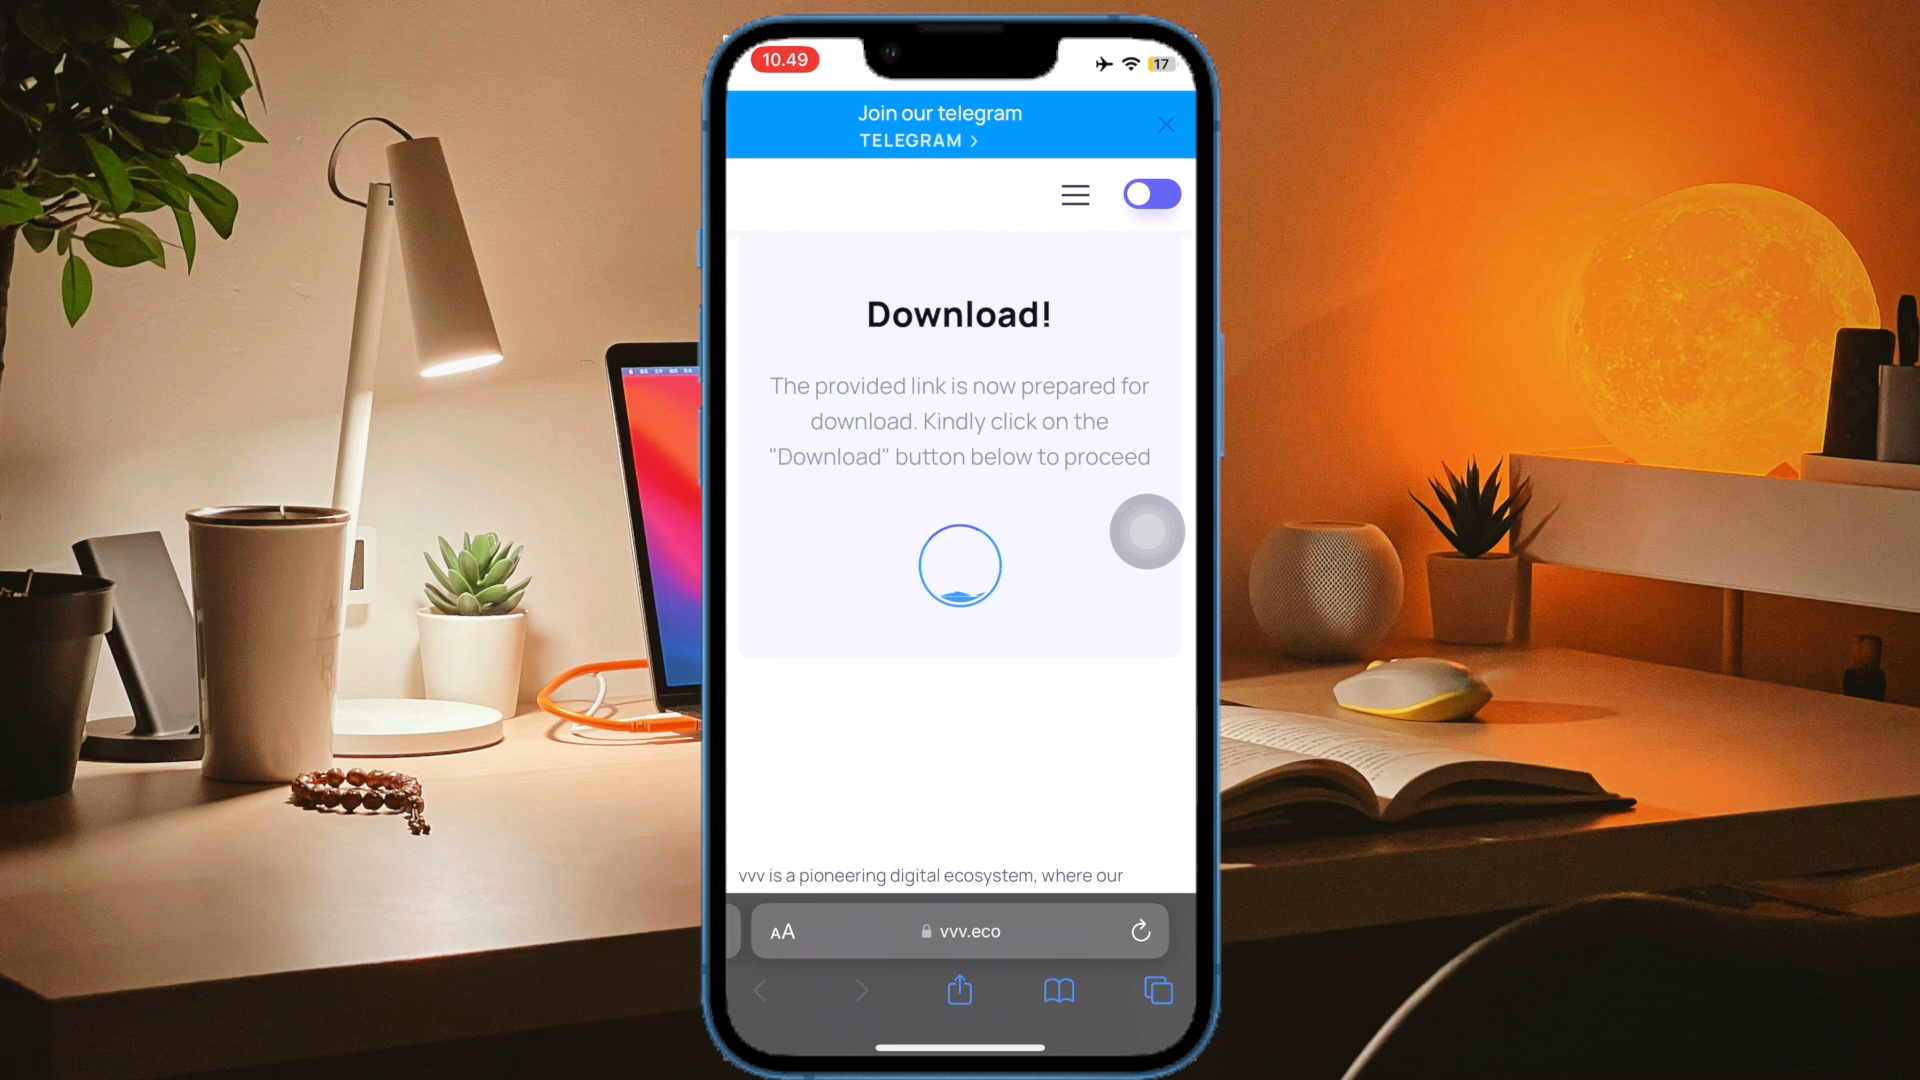 10.49
17
Join our telegram
TELEGRAM >
Download!
The provided link is now prepared for
download. Kindly click on the
"Download" button below to proceed
vvv is a pioneering digital ecosystem, where our
AA
vvv.eco